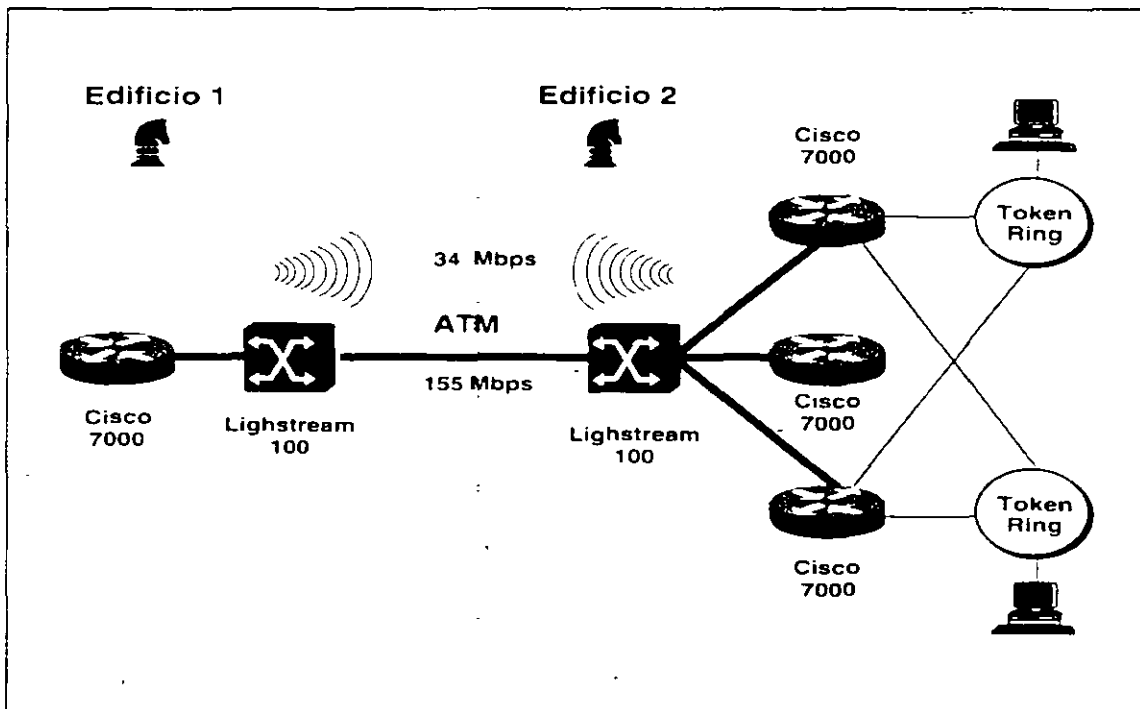 Edificio 1
Edificio 2
Cisco
7000
Token
Ring
34 Mbps
ATM
155 Mbps
Cisco
7000
Lighstream
100
Lighstream
100
Cisco
7000
Token
Ring
Cisco
7000